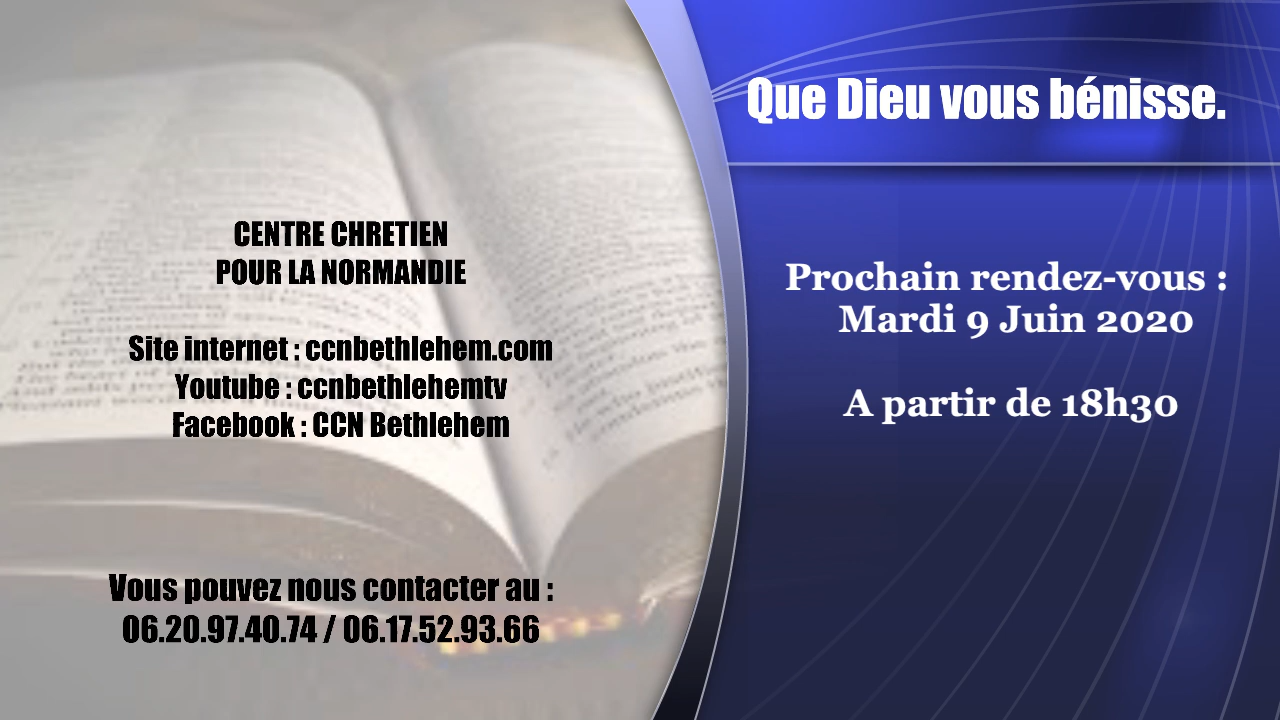 CENTRE CHRETIEN
POUR LA NORMANDIE
Site internet : ccnbethlehem.com
Youtube : ccnbethlehemtv
Facebook : CCN Bethlehem
Vous pouvez nous contacter au :
06.20.97.40.74 / 06.17.52.93.66
Que Dieu vous bénisse.
Prochain rendez-vous :
Mardi 9 Juin 2020
A partir de 18h30